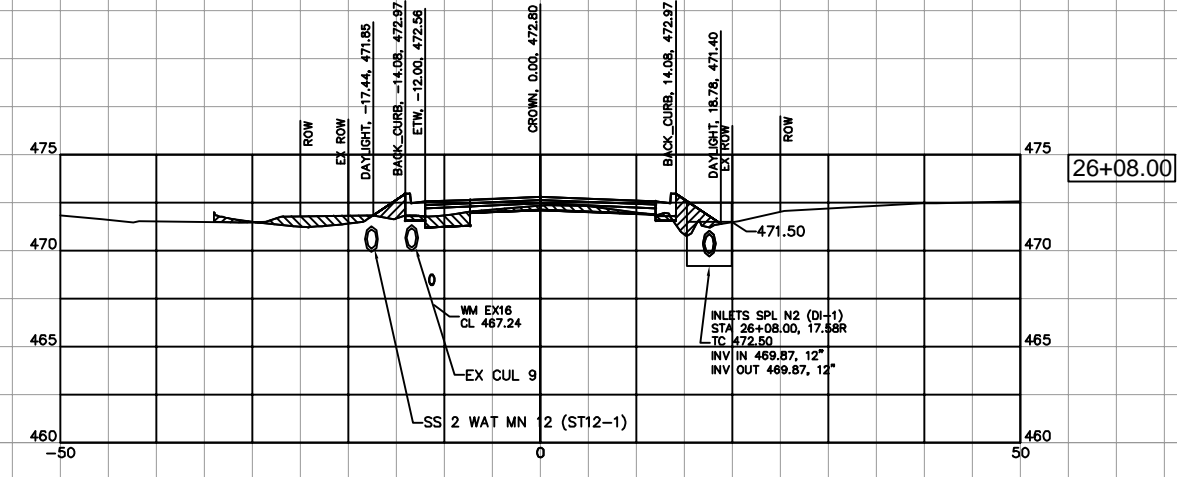 ROW
EX ROW
DAYLIGHT, -17.44, 471.85
BACK_CURB, -14.08, 472.97
ETW, -12.00, 472.56
CROWN, 0.00, 472.80
BACK_CURB, 14.08, 472.97
DAYLIGHT, 18.78, 471.40
EX ROW
ROW
475
475
26+08.00
470
471.50
470
WM EX16
CL 467.24
INLETS SPL N2 (DI-1)
STA 26+08.00, 17.58R
TC 472.50
INV IN 469.87, 12"
INV OUT 469.87, 12"
465
465
EX CUL 9
SS 2 WAT MN 12 (ST12-1)
460
460
-50
0
50